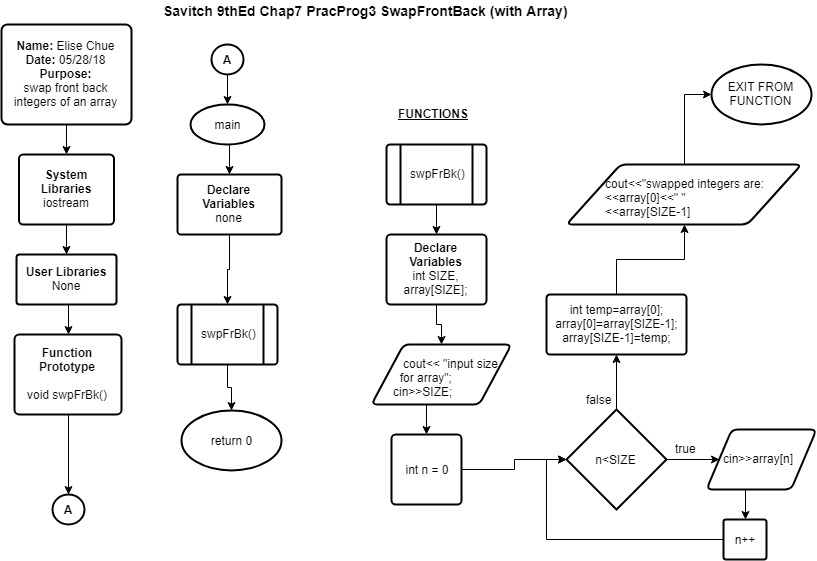 Savitch 9thEd Chap7 PracProg3 SwapFrontBack (with Array)
Name: Elise Chue
Date: 05/28/18
Purpose:
swap front back
integers of an array
System
Libraries
iostream
User Libraries
None
Function
Prototype
void swpFrBk()
A
A
main
Declare
Variables
none
swpFrBk()
return 0
FUNCTIONS
swpFrBk()
Declare
Variables
int SIZE,
array[SIZE];
cout<< "input size
for array";
cin>>SIZE;
int n = 0
n<SIZE
true
cin>>array[n]
n++
false
int temp=array[0];
array[0]=array[SIZE-1];
array[SIZE-1]=temp;
cout<<"swapped integers are:
<<array[0]<<" "
<<array[SIZE-1]
EXIT FROM
FUNCTION